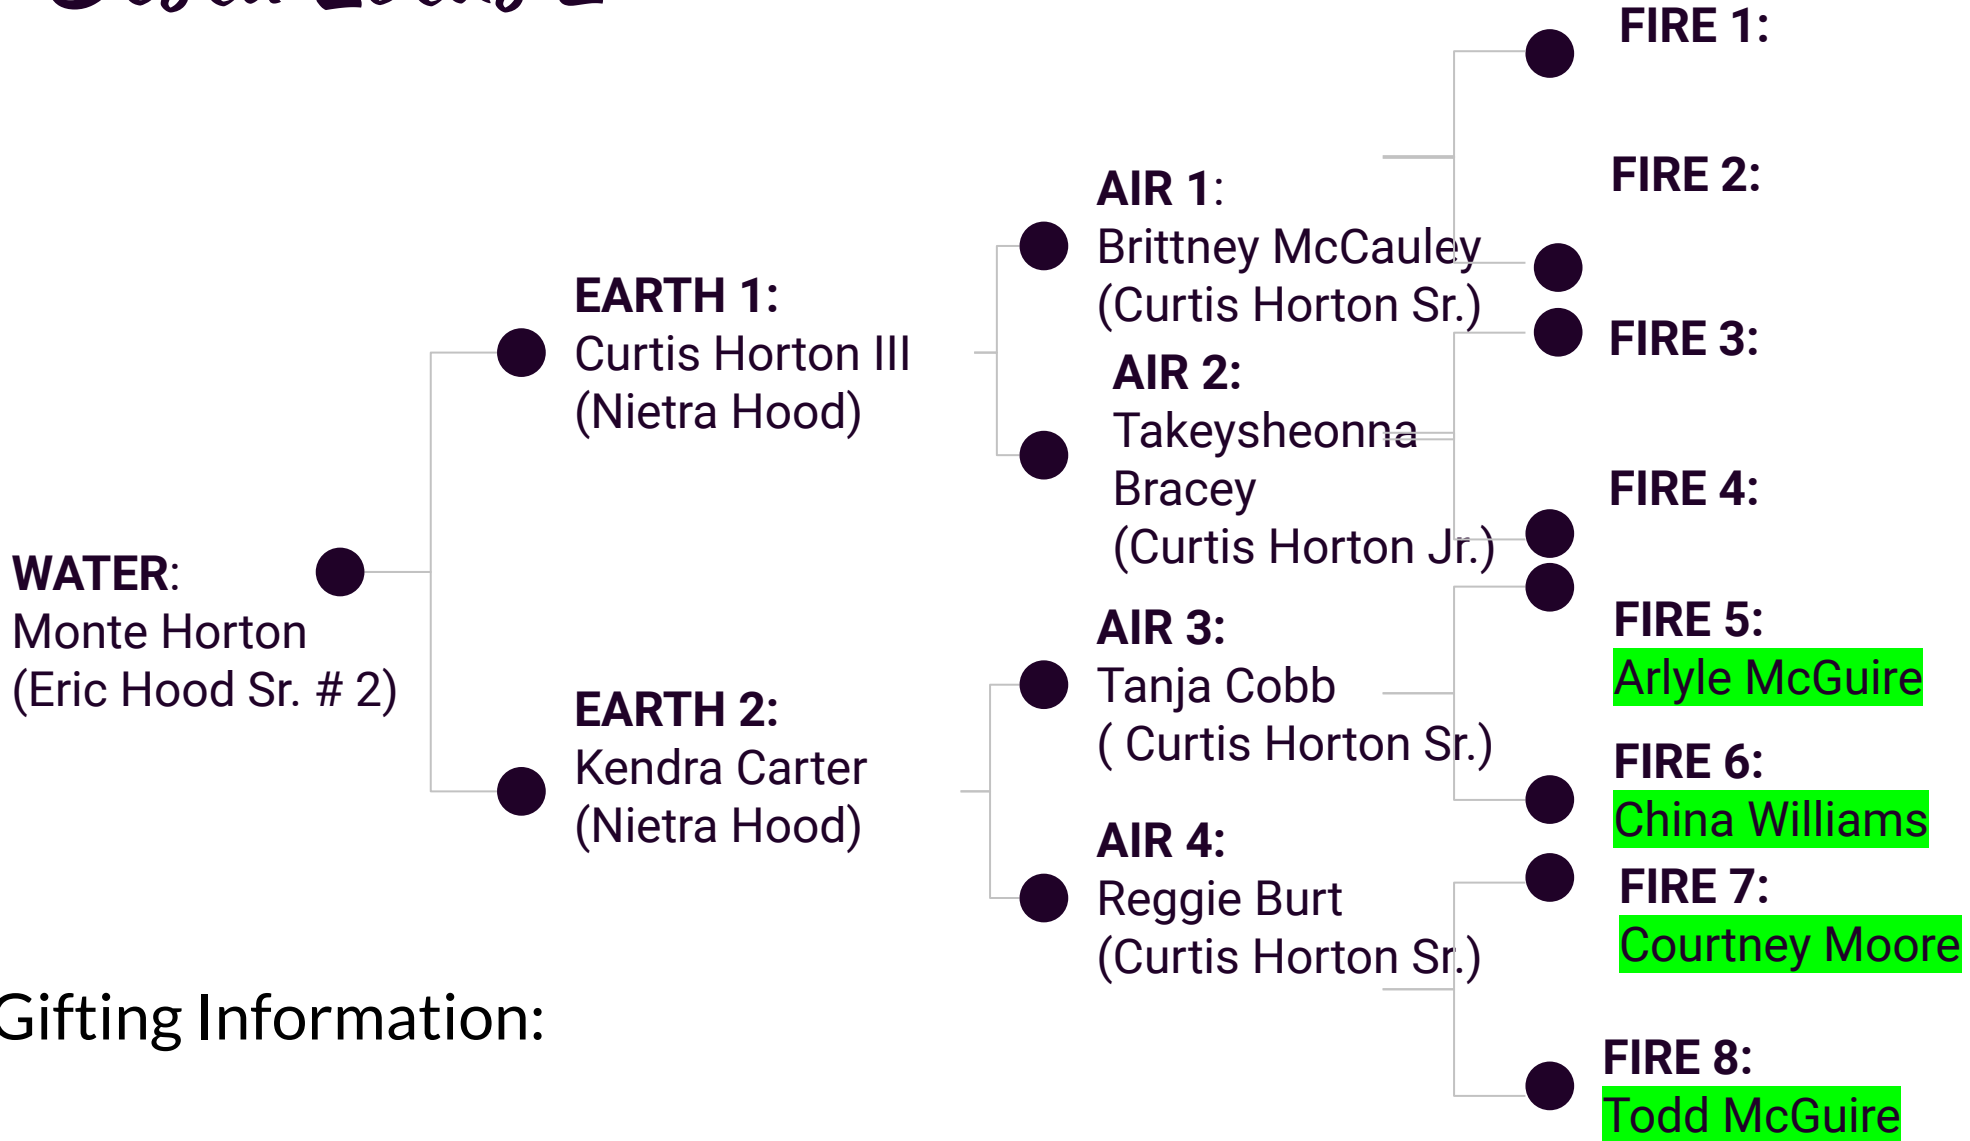 FIRE 1:
FIRE 2:
AIR 1:
Brittney McCauley
(Curtis Horton Sr.)
EARTH 1:
Curtis Horton III
(Nietra Hood)
FIRE 3:
AIR 2:
Takeysheonna
Bracey
(Curtis Horton Jr.)
FIRE 4:
WATER:
Monte Horton
(Eric Hood Sr. # 2)
AIR 3:
Tanja Cobb
( Curtis Horton Sr.)
FIRE 5:
Arlyle McGuire
EARTH 2:
Kendra Carter
(Nietra Hood)
FIRE 6:
China Williams
AIR 4:
Reggie Burt
(Curtis Horton Sr.)
FIRE 7:
Courtney Moore
Gifting Information:
FIRE 8:
Todd McGuire